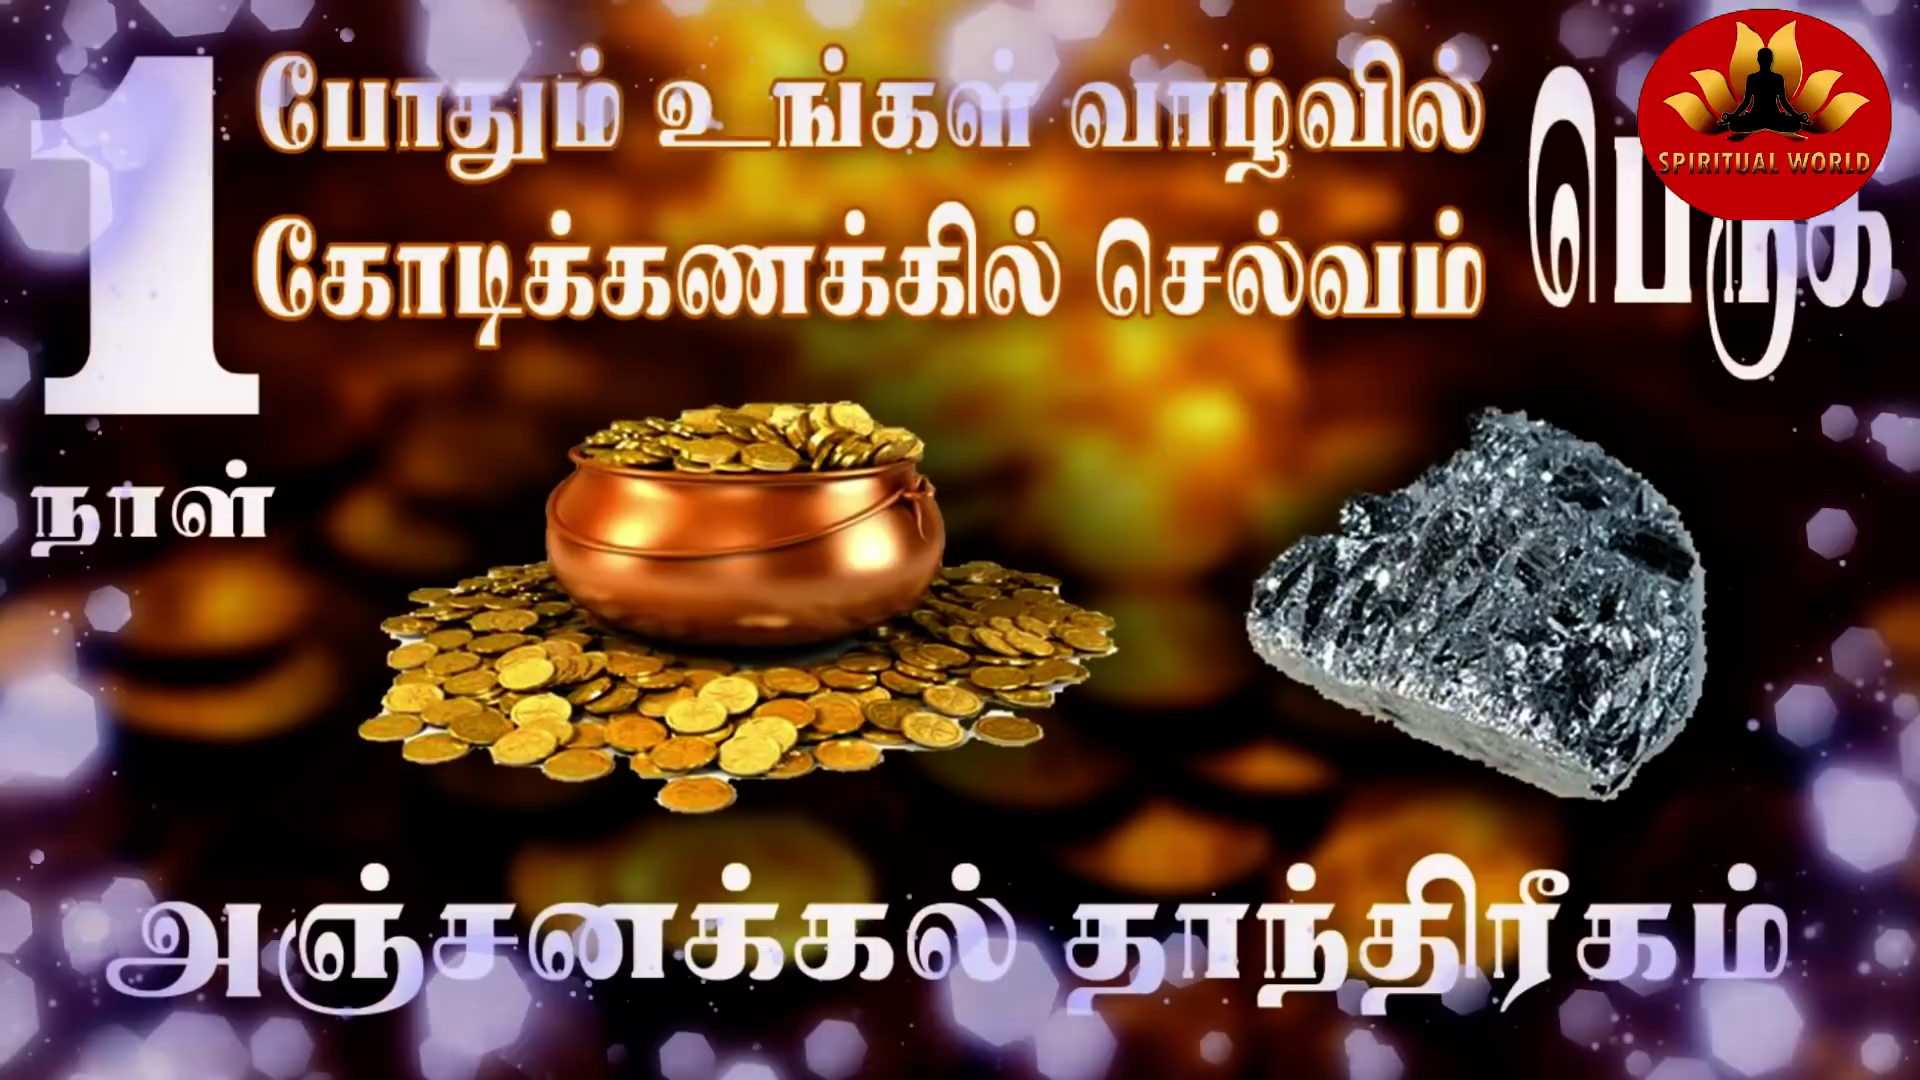 1
நாள்
போதும் உங்கள் வாழ்வில்
கோடிக்கணக்கில் செல்வம்
பெருக
SPIRITUAL WORLD
அஞ்சனக்கல் தாந்திரீகம்